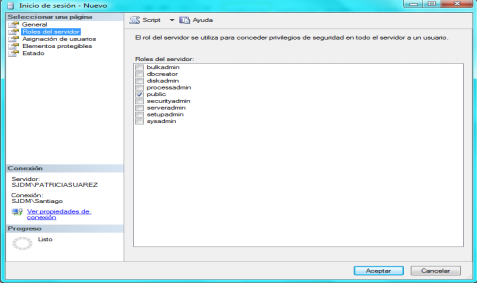 Inicio de sesión - Nuevo
Seleccionar una página
General
Roles del servidor
Asignación de usuarios
Elementos protegibles
Estado
Script
Ayuda
El rol del servidor se utiliza para conceder privilegios de seguridad en todo el servidor a un usuario.
Roles del servidor:
bulkadmin
dbcreator
diskadmin
processadmin
public
securityadmin
serveradmin
setupadmin
sysadmin
Conexión
Servidor:
SJDM\PATRICIASUAREZ
Conexión:
SJDM\Santiago
Ver propiedades de
conexión
Progreso
Listo
Aceptar
Cancelar